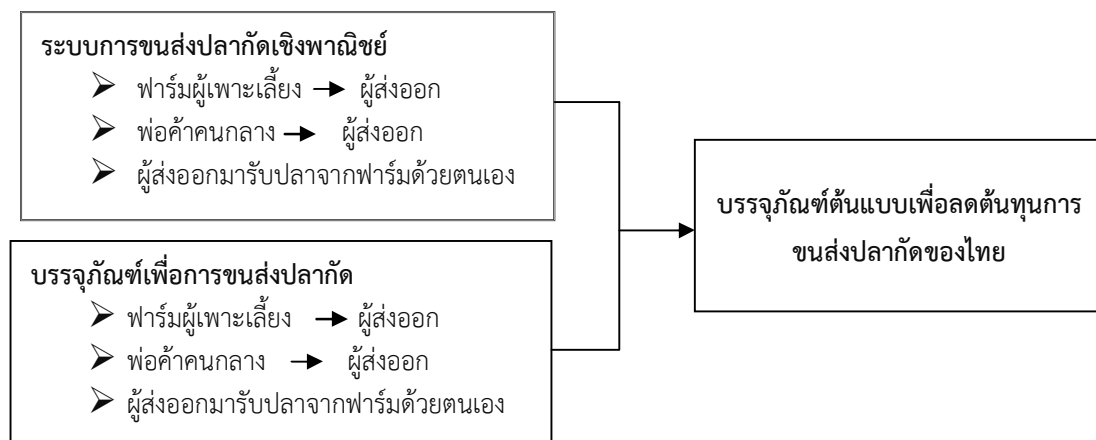 ระบบการขนส่งปลากัดเชิงพาณิชย์
➢ ฟาร์มผู้เพาะเลี้ยง → ผู้ส่งออก
➢ พ่อค้าคนกลาง → ผู้ส่งออก
➢ ผู้ส่งออกมารับปลาจากฟาร์มด้วยตนเอง
บรรจุภัณฑ์เพื่อการขนส่งปลากัด
➢ ฟาร์มผู้เพาะเลี้ยง → ผู้ส่งออก
➢ พ่อค้าคนกลาง → ผู้ส่งออก
➢ ผู้ส่งออกมารับปลาจากฟาร์มด้วยตนเอง
บรรจุภัณฑ์ต้นแบบเพื่อลดต้นทุนการ
ขนส่งปลากัดของไทย